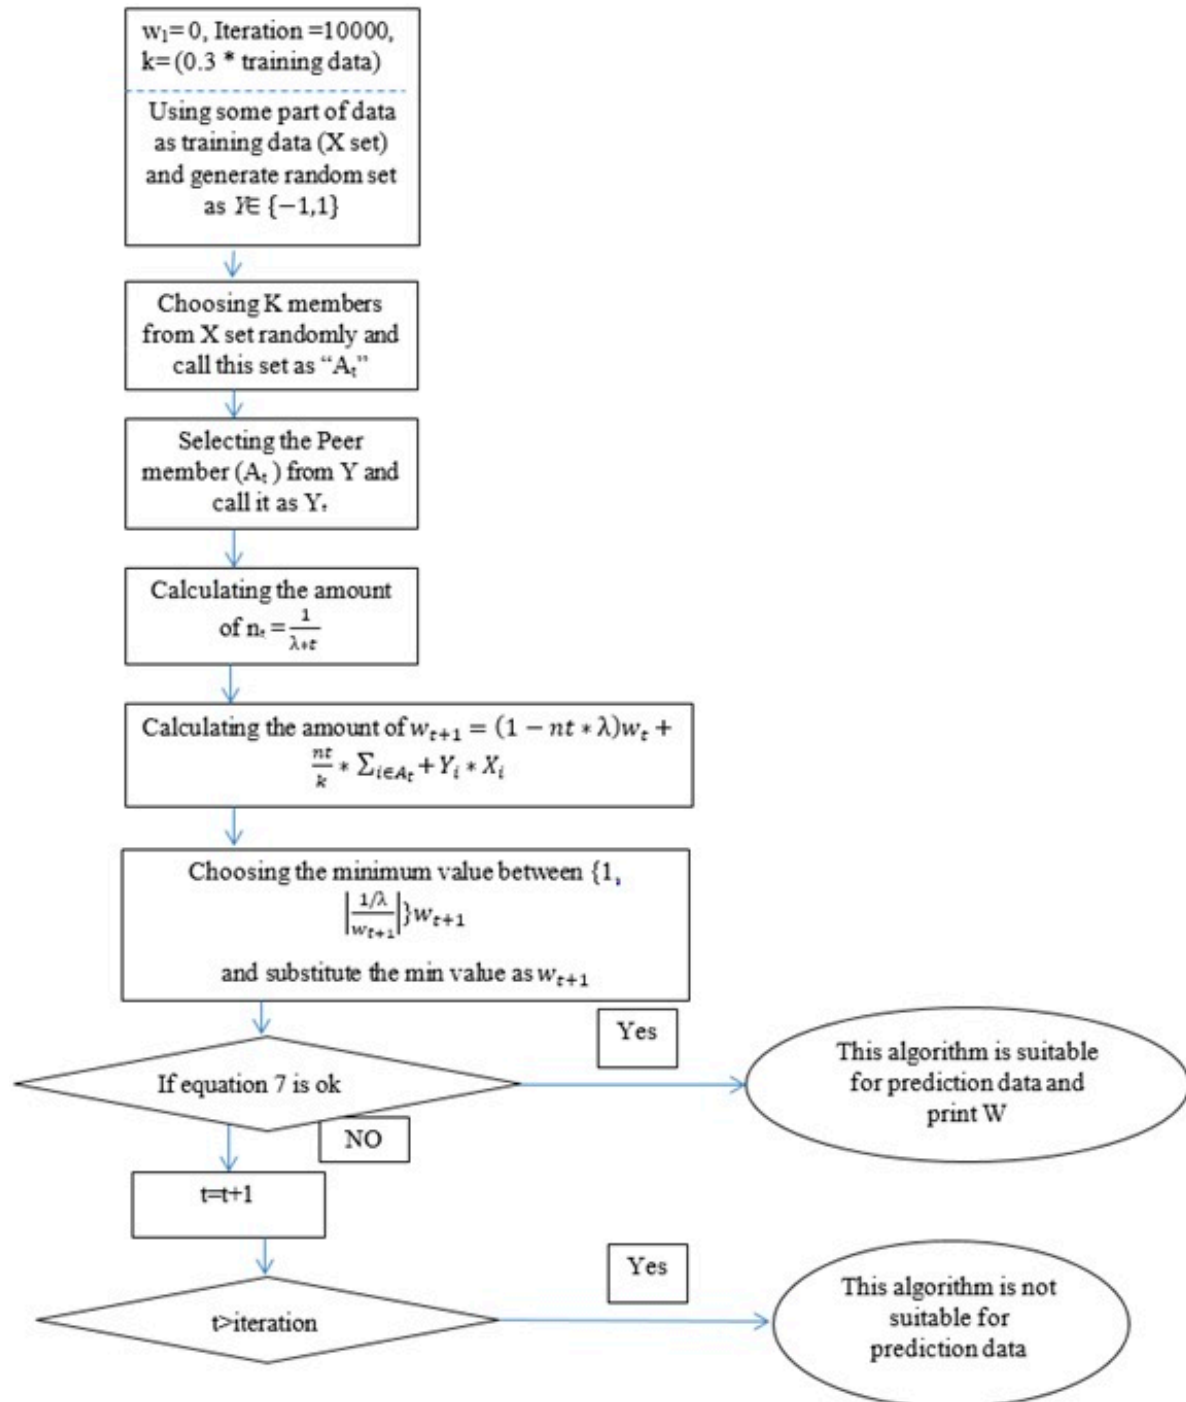 w₁= 0, Iteration =10000,
k= (0.3 * training data)
Using some part of data
as training data (X set)
and generate random set
as Y∈ {−1,1}
Choosing K members
from X set randomly and
call this set as “Aₜ”
Selecting the Peer
member (Aₜ ) from Y and
call it as Yₜ
Calculating the amount
of nₜ = 1/(λ*t)
Calculating the amount of wₜ₊₁ = (1 − nt * λ)wₜ +
nt/k * ∑i∈Aₜ + Yᵢ * Xᵢ
Choosing the minimum value between {1,
|(1/λ)/wₜ₊₁|}wₜ₊₁
and substitute the min value as wₜ₊₁
If equation 7 is ok
Yes
This algorithm is suitable
for prediction data and
print W
NO
t=t+1
t>iteration
Yes
This algorithm is not
suitable for
prediction data